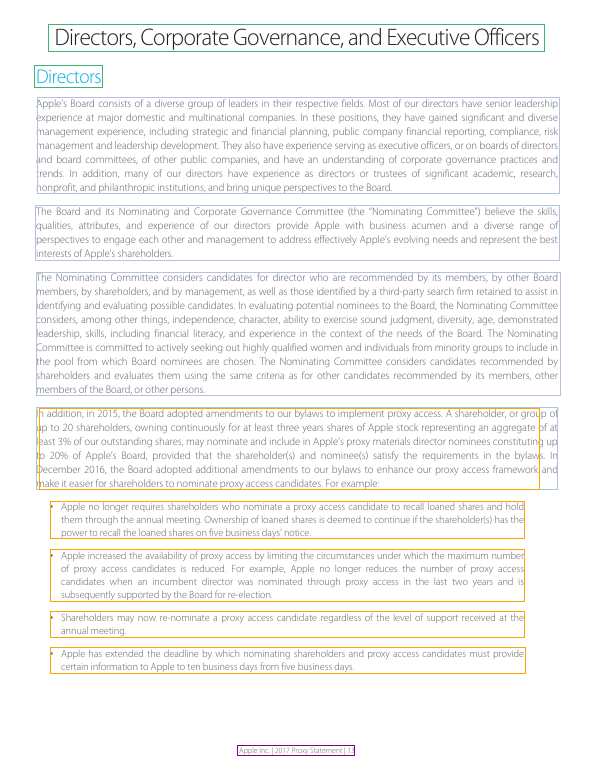 Directors, Corporate Governance, and Executive Officers
Directors
Apple's Board consists of a diverse group of leaders in their respective fields. Most of our directors have senior leadership
experience at major domestic and multinational companies. In these positions, they have gained significant and diverse
management experience, including strategic and financial planning, public company financial reporting, compliance, risk
management and leadership development. They also have experience serving as executive officers, or on boards of directors
and board committees, of other public companies, and have an understanding of corporate governance practices and
trends. In addition, many of our directors have experience as directors or trustees of significant academic, research,
nonprofit, and philanthropic institutions, and bring unique perspectives to the Board.
The Board and its Nominating and Corporate Governance Committee (the "Nominating Committee") believe the skills,
qualities, attributes, and experience of our directors provide Apple with business acumen and a diverse range of
perspectives to engage each other and management to address effectively Apple's evolving needs and represent the best
interests of Apple's shareholders.
The Nominating Committee considers candidates for director who are recommended by its members, by other Board
members, by shareholders, and by management, as well as those identified by a third-party search firm retained to assist in
identifying and evaluating possible candidates. In evaluating potential nominees to the Board, the Nominating Committee
considers, among other things, independence, character, ability to exercise sound judgment, diversity, age, demonstrated
leadership, skills, including financial literacy, and experience in the context of the needs of the Board. The Nominating
Committee is committed to actively seeking out highly qualified women and individuals from minority groups to include in
the pool from which Board nominees are chosen. The Nominating Committee considers candidates recommended by
shareholders and evaluates them using the same criteria as for other candidates recommended by its members, other
members of the Board, or other persons.
In addition, in 2015, the Board adopted amendments to our bylaws to implement proxy access. A shareholder, or group of
up to 20 shareholders, owning continuously for at least three years shares of Apple stock representing an aggregate of at
least 3% of our outstanding shares, may nominate and include in Apple's proxy materials director nominees constituting up
to 20% of Apple's Board, provided that the shareholder(s) and nominee(s) satisfy the requirements in the bylaws. In
December 2016, the Board adopted additional amendments to our bylaws to enhance our proxy access framework and
make it easier for shareholders to nominate proxy access candidates. For example:
• Apple no longer requires shareholders who nominate a proxy access candidate to recall loaned shares and hold
them through the annual meeting. Ownership of loaned shares is deemed to continue if the shareholder(s) has the
power to recall the loaned shares on five business days' notice.
• Apple increased the availability of proxy access by limiting the circumstances under which the maximum number
of proxy access candidates is reduced. For example, Apple no longer reduces the number of proxy access
candidates when an incumbent director was nominated through proxy access in the last two years and is
subsequently supported by the Board for re-election.
• Shareholders may now re-nominate a proxy access candidate regardless of the level of support received at the
annual meeting.
• Apple has extended the deadline by which nominating shareholders and proxy access candidates must provide
certain information to Apple to ten business days from five business days.
Apple Inc. | 2017 Proxy Statement |